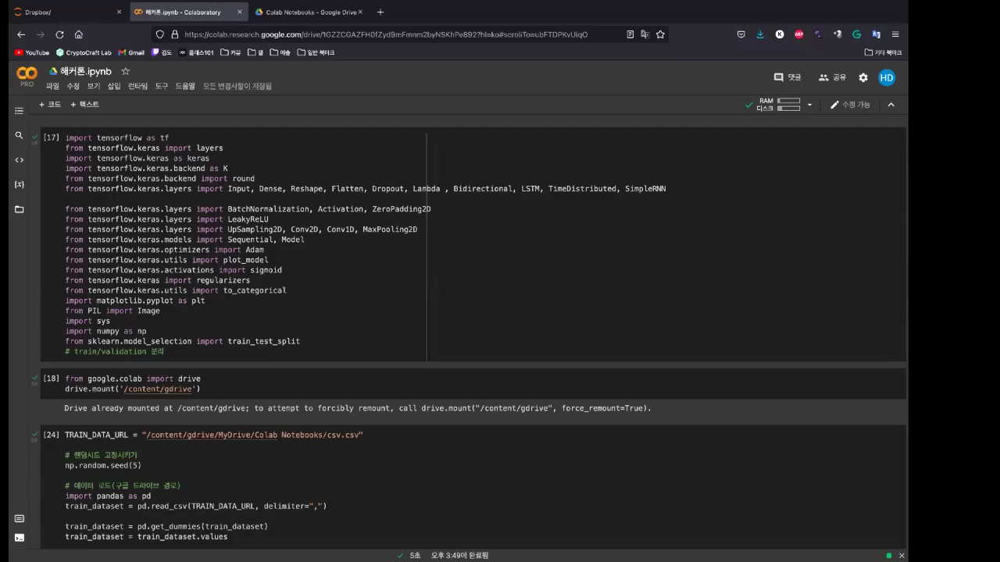 Dropbox/
해커톤.ipynb - Colaboratory
Colab Notebooks - Google Drive
https://colab.research.google.com/drive/1GZZCGAZFH0fZyd9mFmnm2byNSKhPe892?hl=ko#scrollTo=ubFTDPKvUiqO
YouTube
CryptoCraft Lab
Gmail
김도
클래스101
커뮤
갤
예술
일반 북마크
기타 북마크
해커톤.ipynb
PRO
파일 수정 보기 삽입 런타임 도구 도움말 모든 변경사항이 저장됨
댓글
공유
HD
+ 코드 + 텍스트
RAM
디스크
수정 가능
[17] import tensorflow as tf
from tensorflow.keras import layers
import tensorflow.keras as keras
import tensorflow.keras.backend as K
from tensorflow.keras.backend import round
from tensorflow.keras.layers import Input, Dense, Reshape, Flatten, Dropout, Lambda , Bidirectional, LSTM, TimeDistributed, SimpleRNN
from tensorflow.keras.layers import BatchNormalization, Activation, ZeroPadding2D
from tensorflow.keras.layers import LeakyReLU
from tensorflow.keras.layers import UpSampling2D, Conv2D, Conv1D, MaxPooling2D
from tensorflow.keras.models import Sequential, Model
from tensorflow.keras.optimizers import Adam
from tensorflow.keras.utils import plot_model
from tensorflow.keras.activations import sigmoid
from tensorflow.keras import regularizers
from tensorflow.keras.utils import to_categorical
import matplotlib.pyplot as plt
from PIL import Image
import sys
import numpy as np
from sklearn.model_selection import train_test_split
# train/validation 분리
[18] from google.colab import drive
drive.mount('/content/gdrive')
Drive already mounted at /content/gdrive; to attempt to forcibly remount, call drive.mount("/content/gdrive", force_remount=True).
[24] TRAIN_DATA_URL = "/content/gdrive/MyDrive/Colab Notebooks/csv.csv"
# 랜덤시드 고정시키기
np.random.seed(5)
# 데이터 로드(구글 드라이브 경로)
import pandas as pd
train_dataset = pd.read_csv(TRAIN_DATA_URL, delimiter=",")
train_dataset = pd.get_dummies(train_dataset)
train_dataset = train_dataset.values
5초 오후 3:49에 완료됨